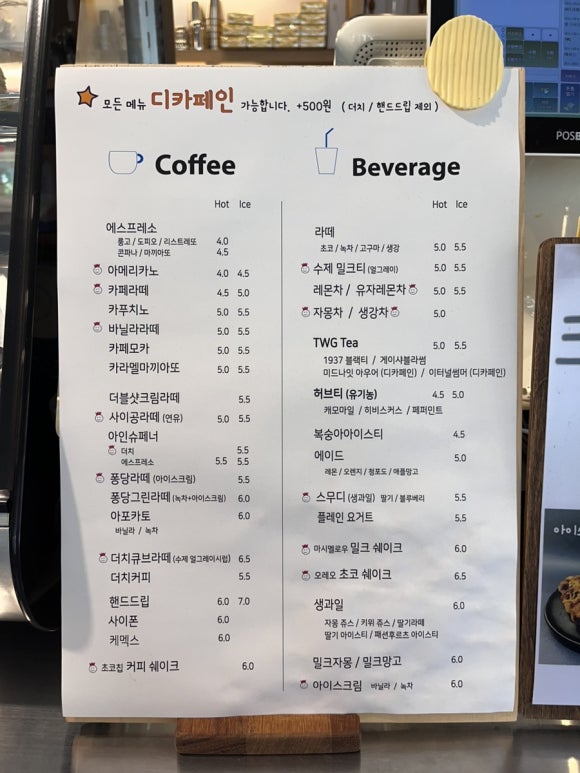 모든 메뉴 디카페인 가능합니다. +500원 ( 더치 / 핸드드립 제외 )
Coffee
Hot Ice
에스프레소
룽고 / 도피오 / 리스트레또 4.0
콘파나 / 마끼아또 4.5
아메리카노 4.0 4.5
카페라떼 4.5 5.0
카푸치노 5.0 5.5
바닐라라떼 5.0 5.5
카페모카 5.0 5.5
카라멜마끼아또 5.0 5.5
더블샷크림라떼 5.5
사이공라떼 (연유) 5.0 5.5
아인슈페너
더치 5.5
에스프레소 5.5 5.5
퐁당라떼 (아이스크림) 5.5
퐁당그린라떼 (녹차+아이스크림) 6.0
아포카토 6.0
바닐라 / 녹차
더치큐브라떼 (수제 얼그레이시럽) 6.5
더치커피 5.5
핸드드립 6.0 7.0
사이폰 6.0
케멕스 6.0
초코칩 커피 쉐이크 6.0
Beverage
Hot Ice
라떼
초코 / 녹차 / 고구마 / 생강 5.0 5.5
수제 밀크티 (얼그레이) 5.0 5.5
레몬차 / 유자레몬차 5.0 5.5
자몽차 / 생강차 5.0
TWG Tea 5.0 5.5
1937 블랙티 / 게이샤블라썸
미드나잇 아우어 (디카페인) / 이터널썸머 (디카페인)
허브티 (유기농) 4.5 5.0
캐모마일 / 히비스커스 / 페퍼민트
복숭아아이스티 4.5
에이드 5.0
레몬 / 오렌지 / 청포도 / 애플망고
스무디 (생과일) 딸기 / 블루베리 5.5
플레인 요거트 5.5
마시멜로우 밀크 쉐이크 6.0
오레오 초코 쉐이크 6.5
생과일 6.0
자몽 쥬스 / 키위 쥬스 / 딸기라떼
딸기 아이스티 / 패션후르츠 아이스티
밀크자몽 / 밀크망고 6.0
아이스크림 바닐라 / 녹차 6.0